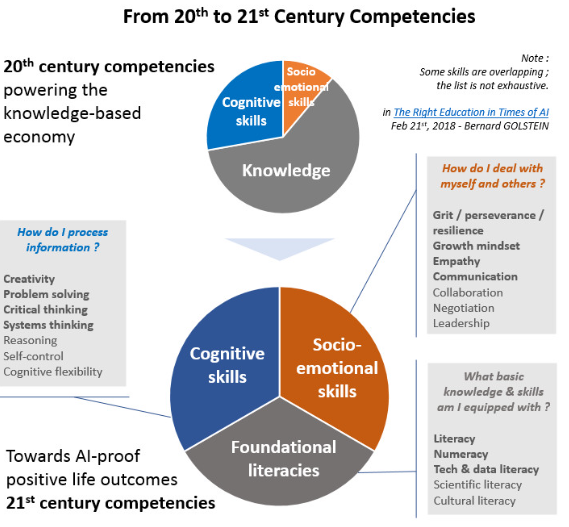 From 20th to 21st Century Competencies
20th century competencies
powering the
knowledge-based
economy
Socio
emotional
skills
Cognitive
skills
Knowledge
Note :
Some skills are overlapping ;
the list is not exhaustive.
in The Right Education in Times of AI
Feb 21st, 2018 - Bernard GOLSTEIN
How do I deal with
myself and others ?
Grit / perseverance /
resilience
Growth mindset
Empathy
Communication
Collaboration
Negotiation
Leadership
How do I process
information ?
Creativity
Problem solving
Critical thinking
Systems thinking
Reasoning
Self-control
Cognitive flexibility
Cognitive
skills
Socio-
emotional
skills
Foundational
literacies
What basic
knowledge & skills
am I equipped with ?
Literacy
Numeracy
Tech & data literacy
Scientific literacy
Cultural literacy
Towards AI-proof
positive life outcomes
21st century competencies